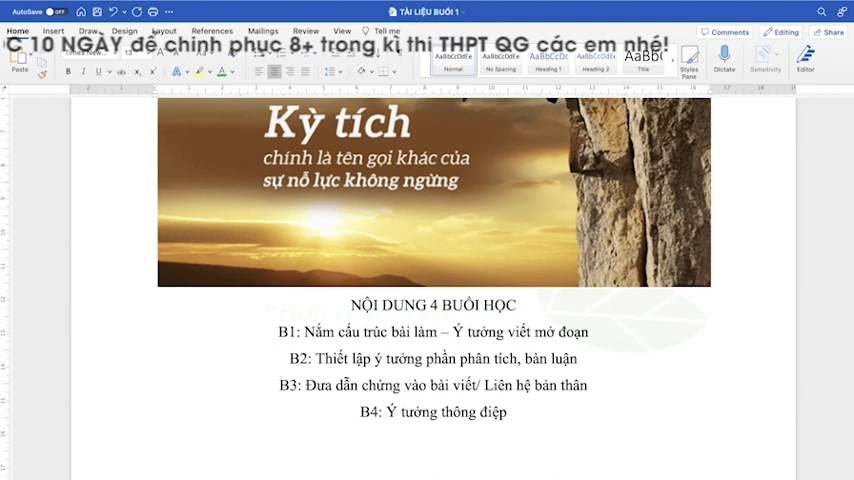 AutoSave OFF TÀI LIỆU BUỔI 1
Home Insert Draw Design Layout References Mailings Review View Tell me Comments Editing Share
C 10 NGÀY để chinh phục 8+ trong kì thi THPT QG các em nhé!
Paste AaBbCcDdEe AaBbCcDdEe AaBbCcDc AaBbCcDdEe AaBbC
Normal No Spacing Heading 1 Heading 2 Title Styles Pane Dictate Sensitivity Editor
Kỳ tích
chính là tên gọi khác của
sự nỗ lực không ngừng
NỘI DUNG 4 BUỔI HỌC
B1: Nắm cấu trúc bài làm – Ý tưởng viết mở đoạn
B2: Thiết lập ý tưởng phần phân tích, bàn luận
B3: Đưa dẫn chứng vào bài viết/ Liên hệ bản thân
B4: Ý tưởng thông điệp